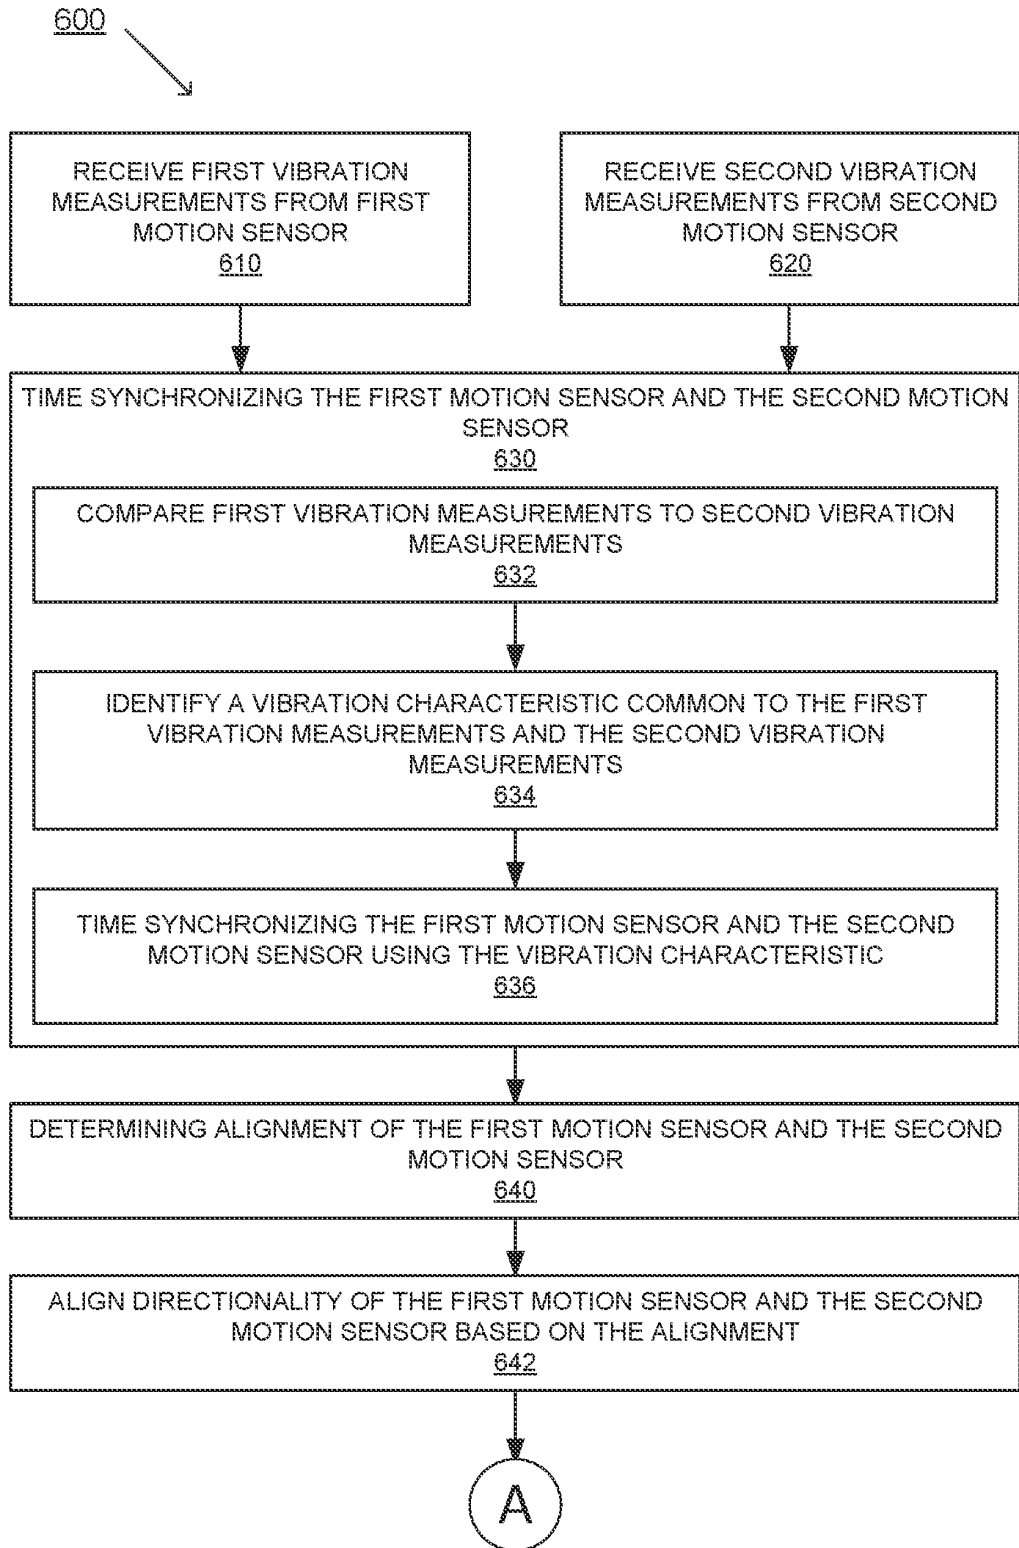 600
RECEIVE FIRST VIBRATION
MEASUREMENTS FROM FIRST
MOTION SENSOR
610
RECEIVE SECOND VIBRATION
MEASUREMENTS FROM SECOND
MOTION SENSOR
620
TIME SYNCHRONIZING THE FIRST MOTION SENSOR AND THE SECOND MOTION
SENSOR
630
COMPARE FIRST VIBRATION MEASUREMENTS TO SECOND VIBRATION
MEASUREMENTS
632
IDENTIFY A VIBRATION CHARACTERISTIC COMMON TO THE FIRST
VIBRATION MEASUREMENTS AND THE SECOND VIBRATION
MEASUREMENTS
634
TIME SYNCHRONIZING THE FIRST MOTION SENSOR AND THE SECOND
MOTION SENSOR USING THE VIBRATION CHARACTERISTIC
636
DETERMINING ALIGNMENT OF THE FIRST MOTION SENSOR AND THE SECOND
MOTION SENSOR
640
ALIGN DIRECTIONALITY OF THE FIRST MOTION SENSOR AND THE SECOND
MOTION SENSOR BASED ON THE ALIGNMENT
642
A